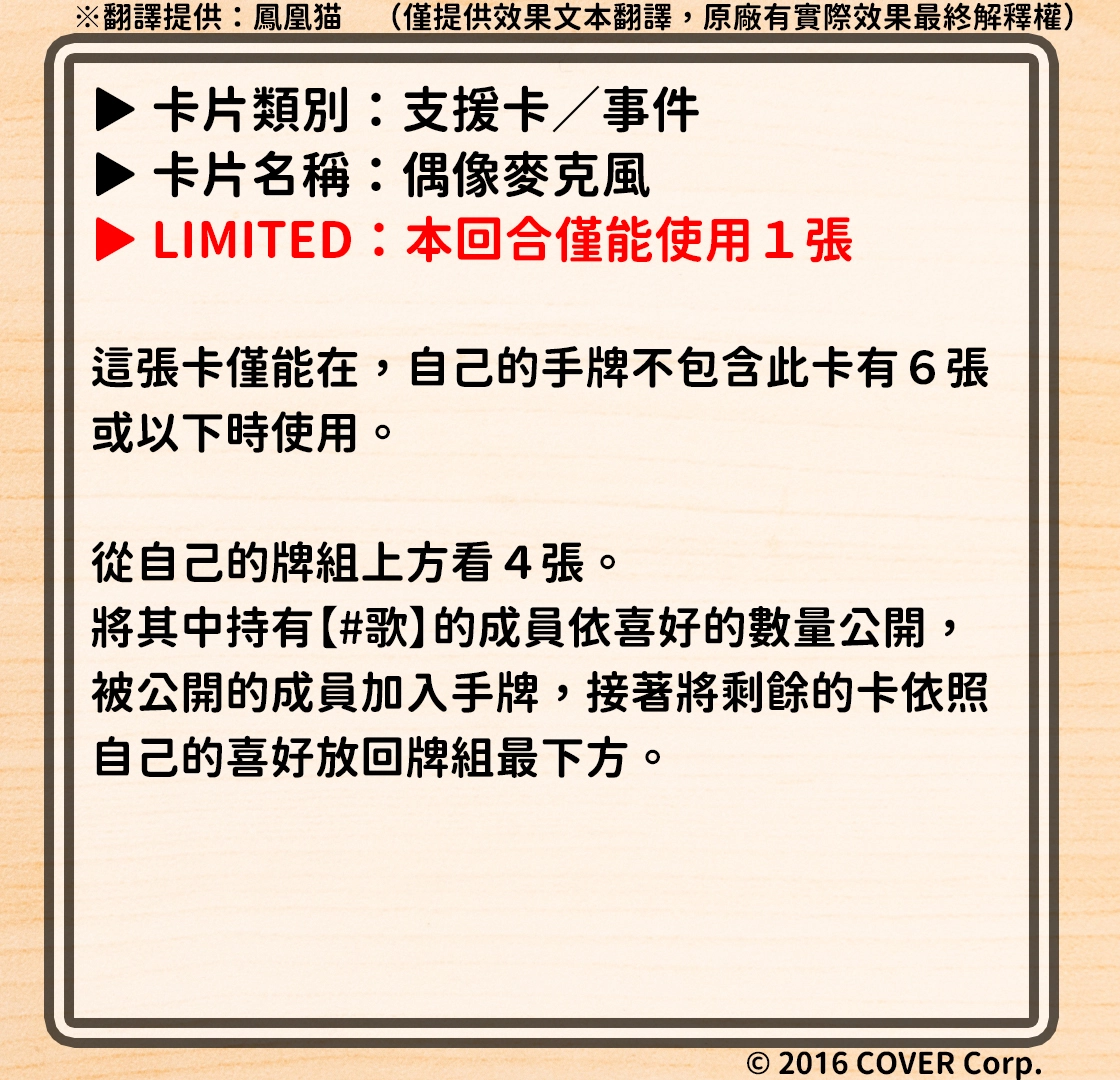 ※翻譯提供：鳳凰猫　（僅提供效果文本翻譯，原廠有實際效果最終解釋權）
▶ 卡片類別：支援卡／事件
▶ 卡片名稱：偶像麥克風
▶ LIMITED：本回合僅能使用１張
這張卡僅能在，自己的手牌不包含此卡有６張
或以下時使用。
從自己的牌組上方看４張。
將其中持有【#歌】的成員依喜好的數量公開，
被公開的成員加入手牌，接著將剩餘的卡依照
自己的喜好放回牌組最下方。
© 2016 COVER Corp.